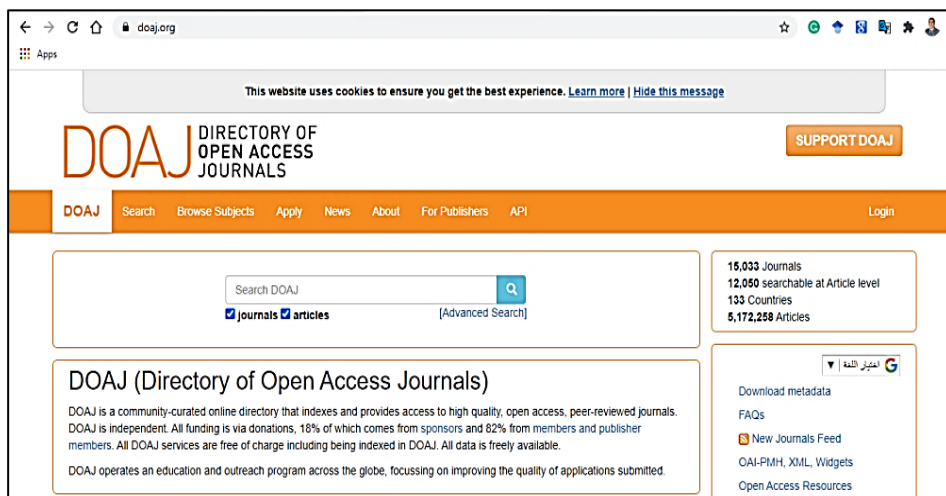 doaj.org
Apps
This website uses cookies to ensure you get the best experience. Learn more | Hide this message
DOAJ
DIRECTORY OF
OPEN ACCESS
JOURNALS
SUPPORT DOAJ
DOAJ Search Browse Subjects Apply News About For Publishers API Login
Search DOAJ
journals articles [Advanced Search]
15,033 Journals
12,050 searchable at Article level
133 Countries
5,172,258 Articles
DOAJ (Directory of Open Access Journals)
DOAJ is a community-curated online directory that indexes and provides access to high quality, open access, peer-reviewed journals.
DOAJ is independent. All funding is via donations, 18% of which comes from sponsors and 82% from members and publisher
members. All DOAJ services are free of charge including being indexed in DOAJ. All data is freely available.
DOAJ operates an education and outreach program across the globe, focussing on improving the quality of applications submitted.
اختيار اللغة
Download metadata
FAQs
New Journals Feed
OAI-PMH, XML, Widgets
Open Access Resources